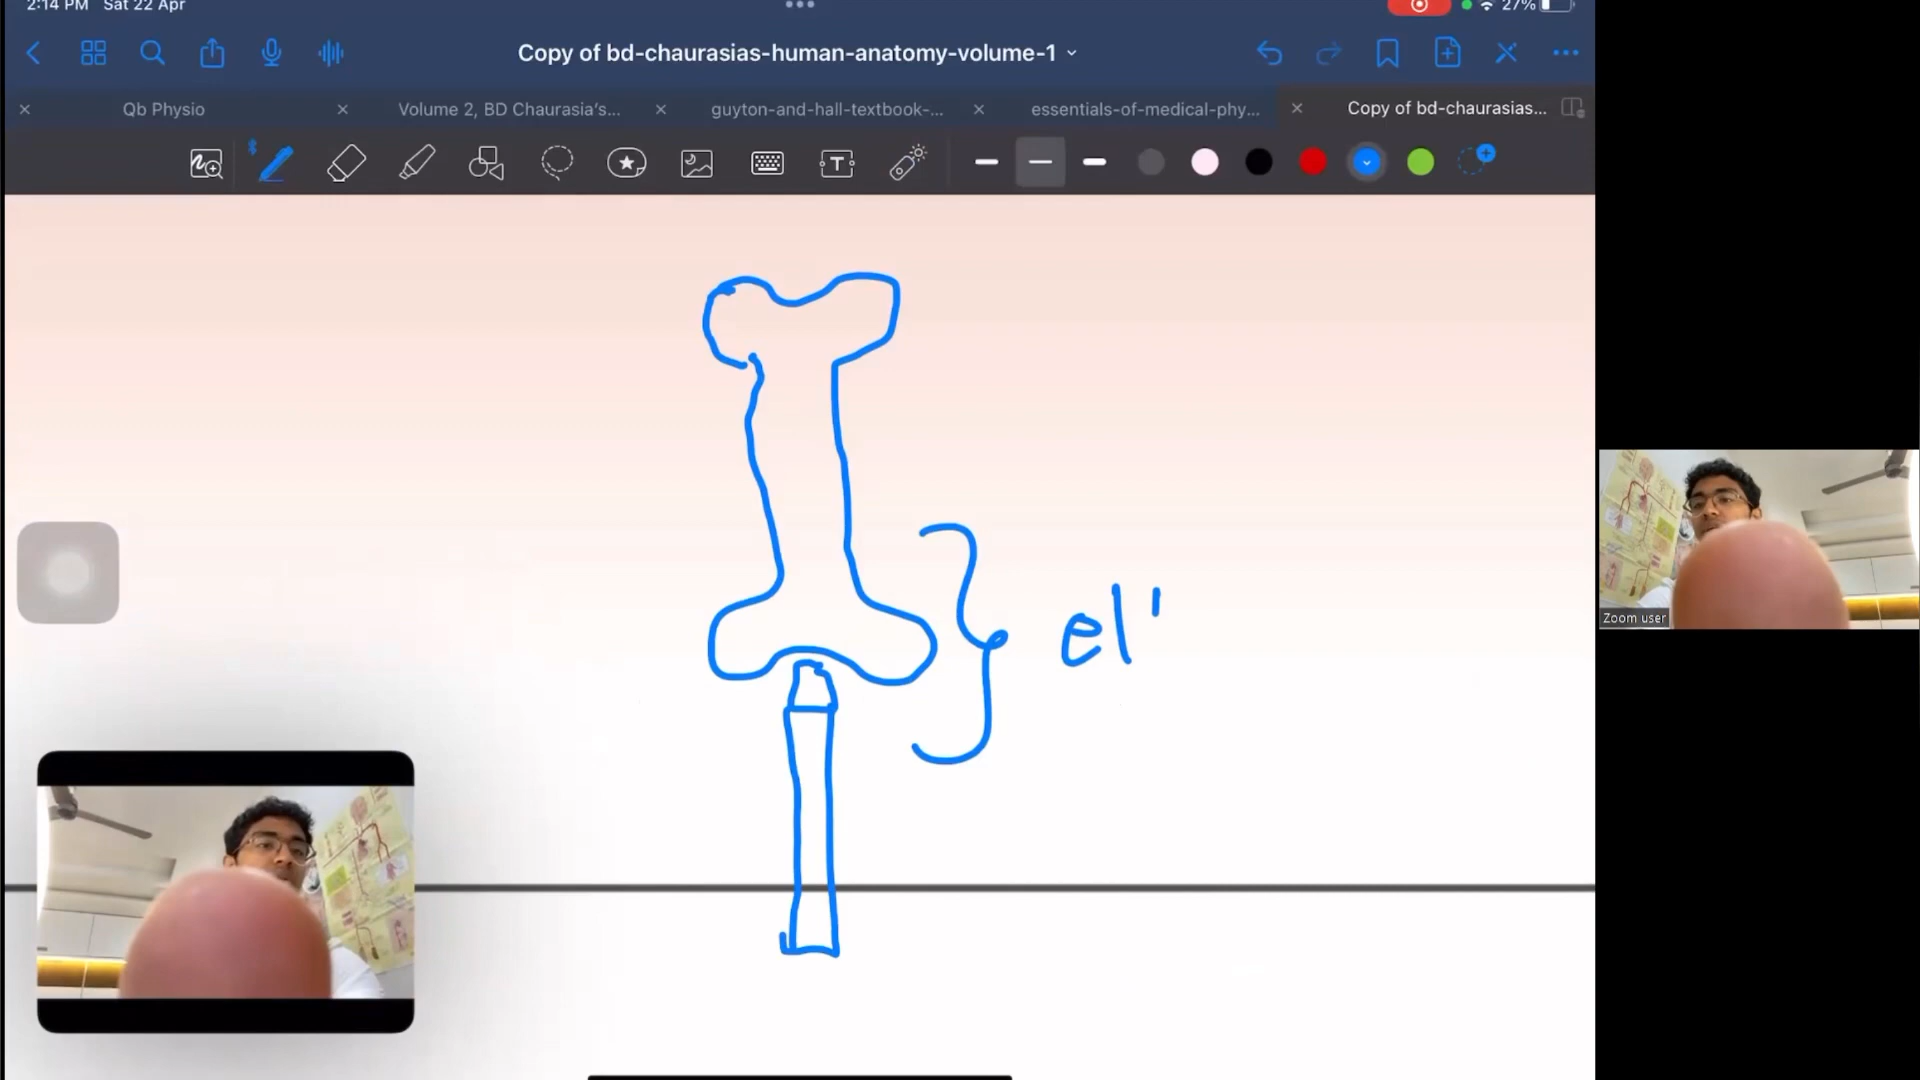 2:14 PM Sat 22 Apr
27%
Copy of bd-chaurasias-human-anatomy-volume-1
Qb Physio
Volume 2, BD Chaurasia's...
guyton-and-hall-textbook-...
essentials-of-medical-phy...
Copy of bd-chaurasias...
T
el'
Zoom user